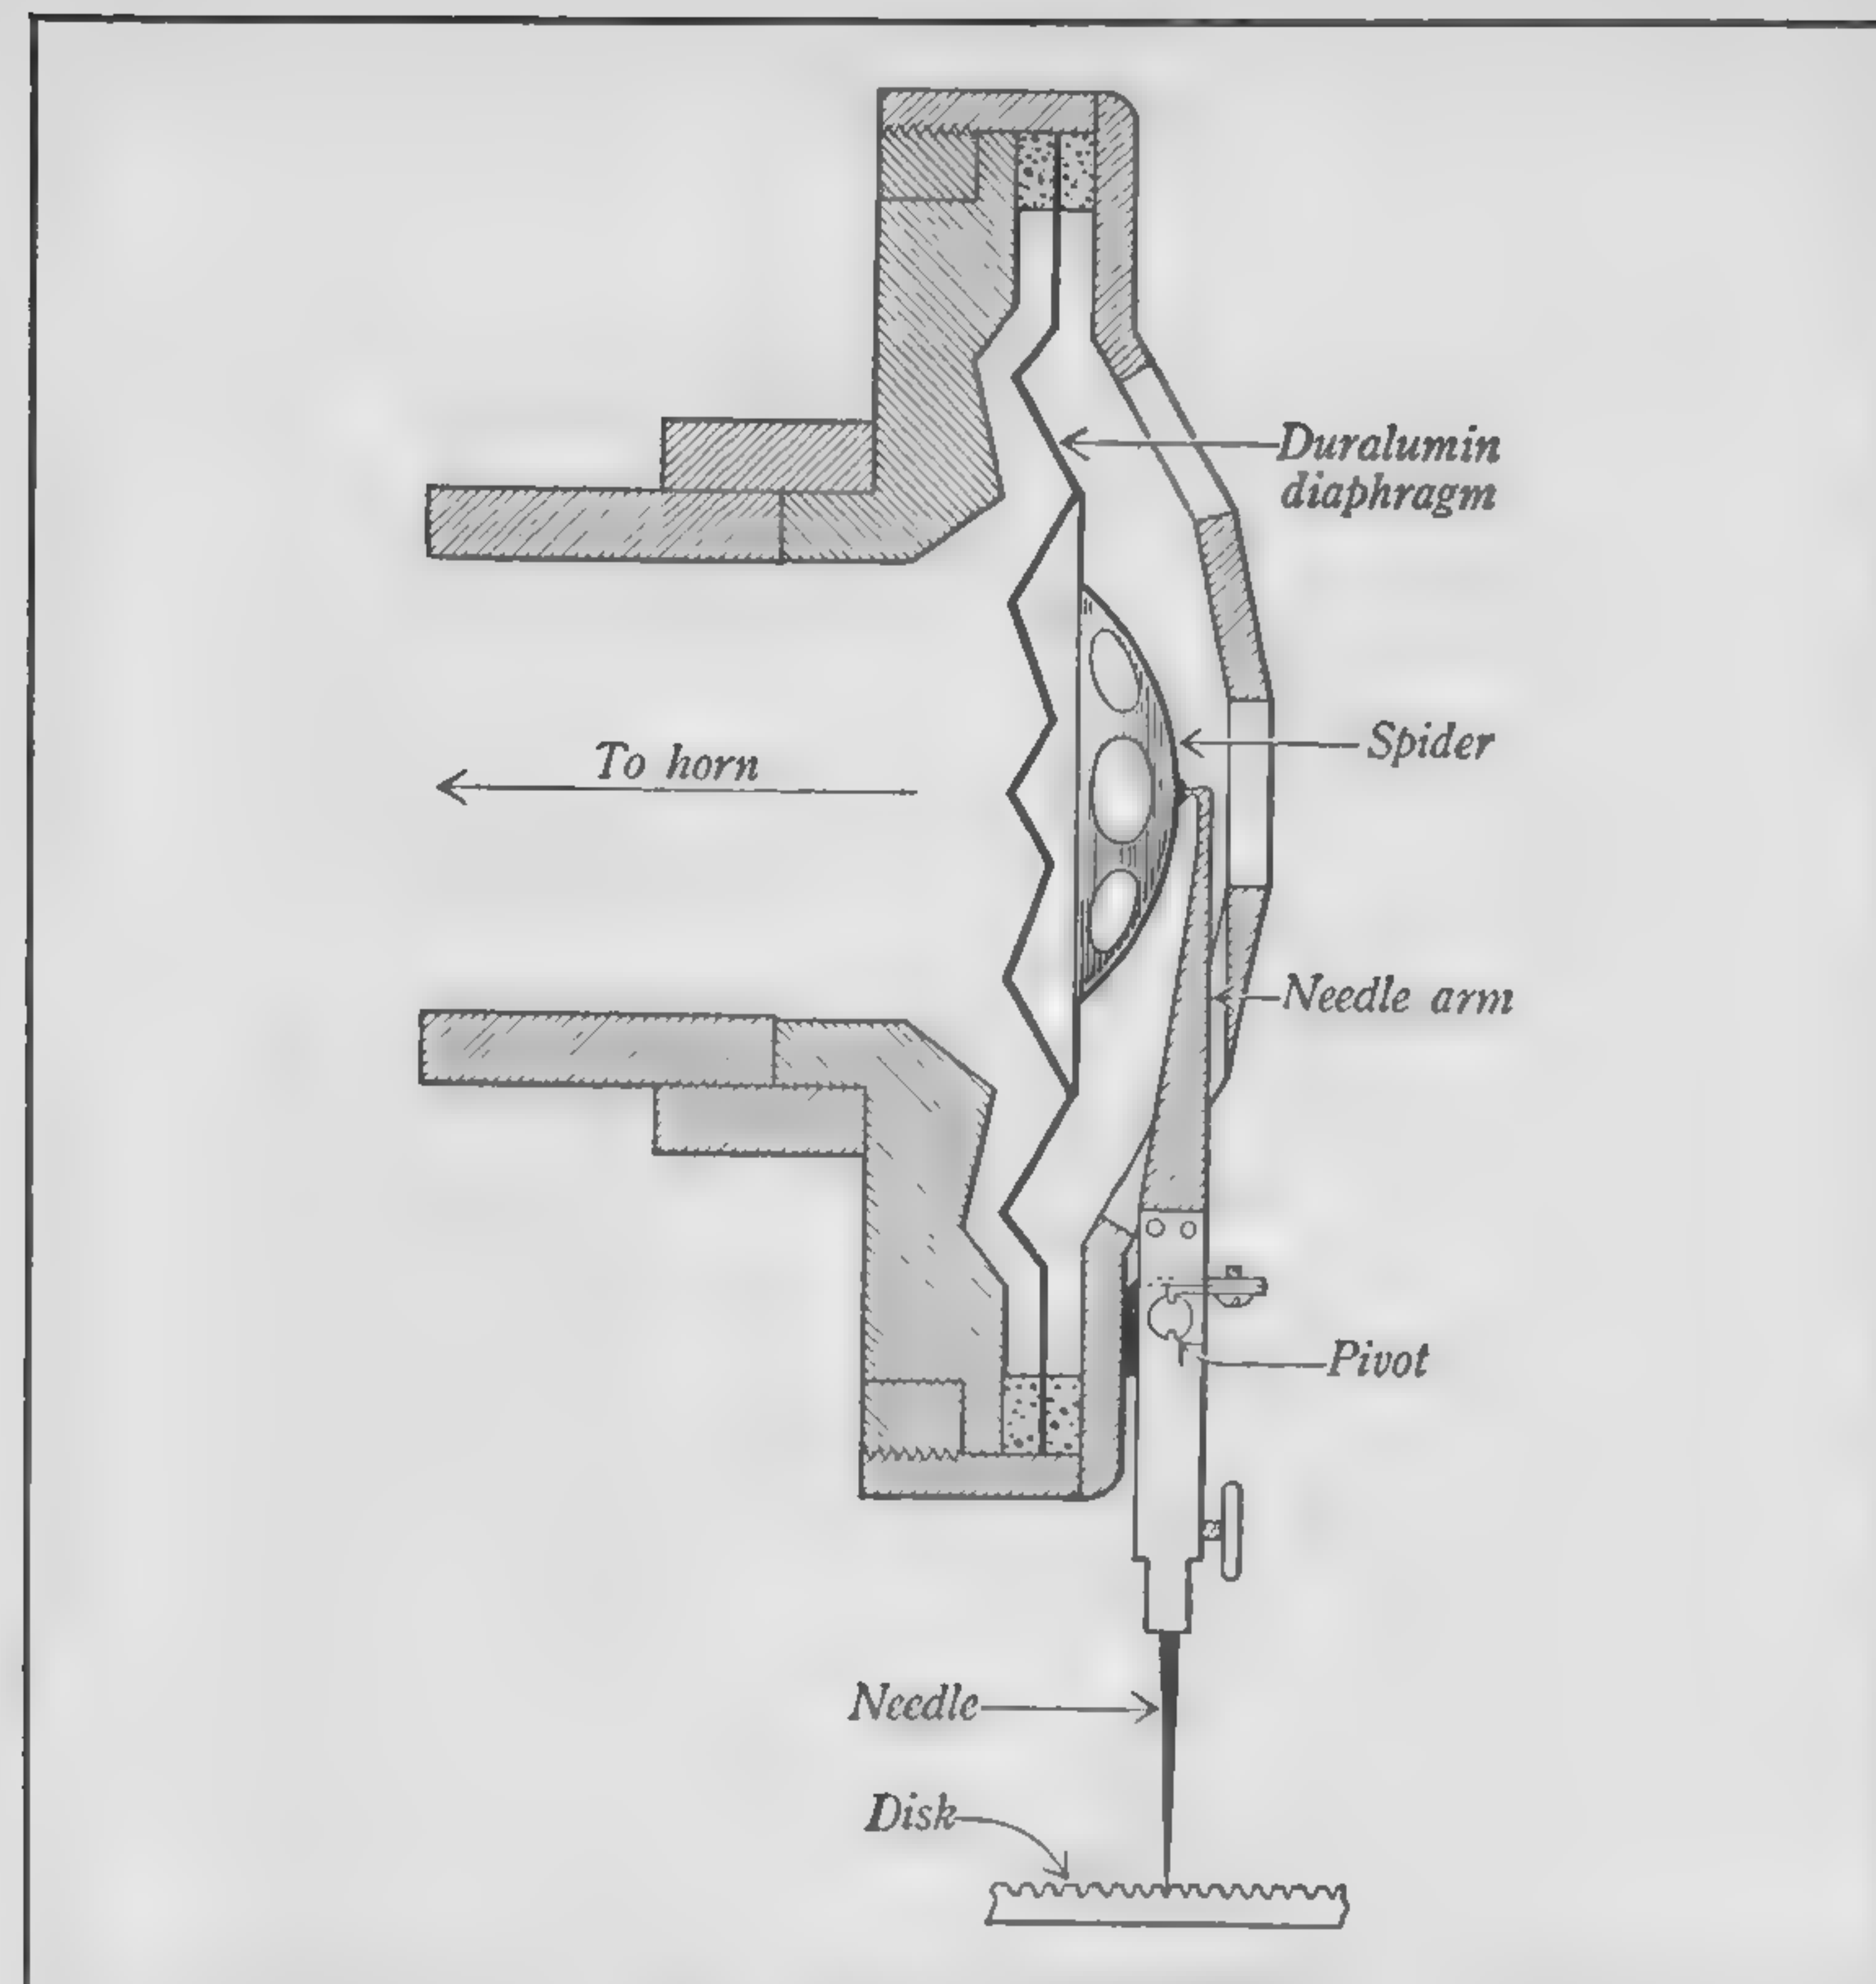 Duralumin
diaphragm
Spider
To horn
Needle arm
Pivot
Needle
Disk